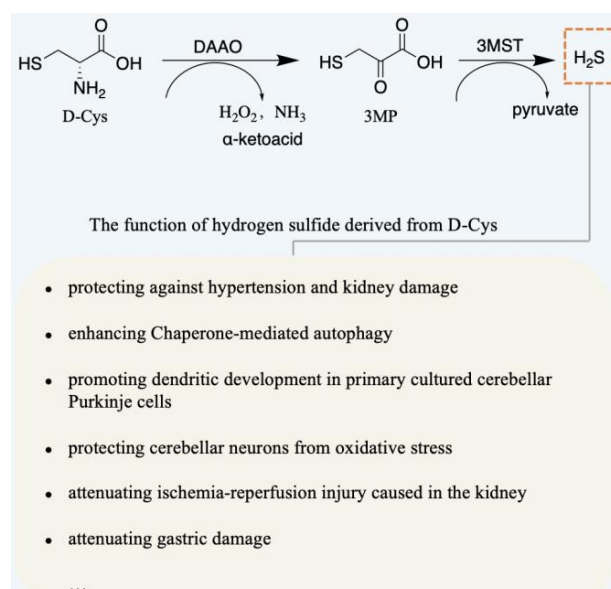 O
HS
OH
NH₂
D-Cys
DAAO
H₂O₂, NH₃
α-ketoacid
O
HS
OH
O
3MP
3MST
pyruvate
H₂S
The function of hydrogen sulfide derived from D-Cys
• protecting against hypertension and kidney damage
• enhancing Chaperone-mediated autophagy
• promoting dendritic development in primary cultured cerebellar
Purkinje cells
• protecting cerebellar neurons from oxidative stress
• attenuating ischemia-reperfusion injury caused in the kidney
• attenuating gastric damage
...